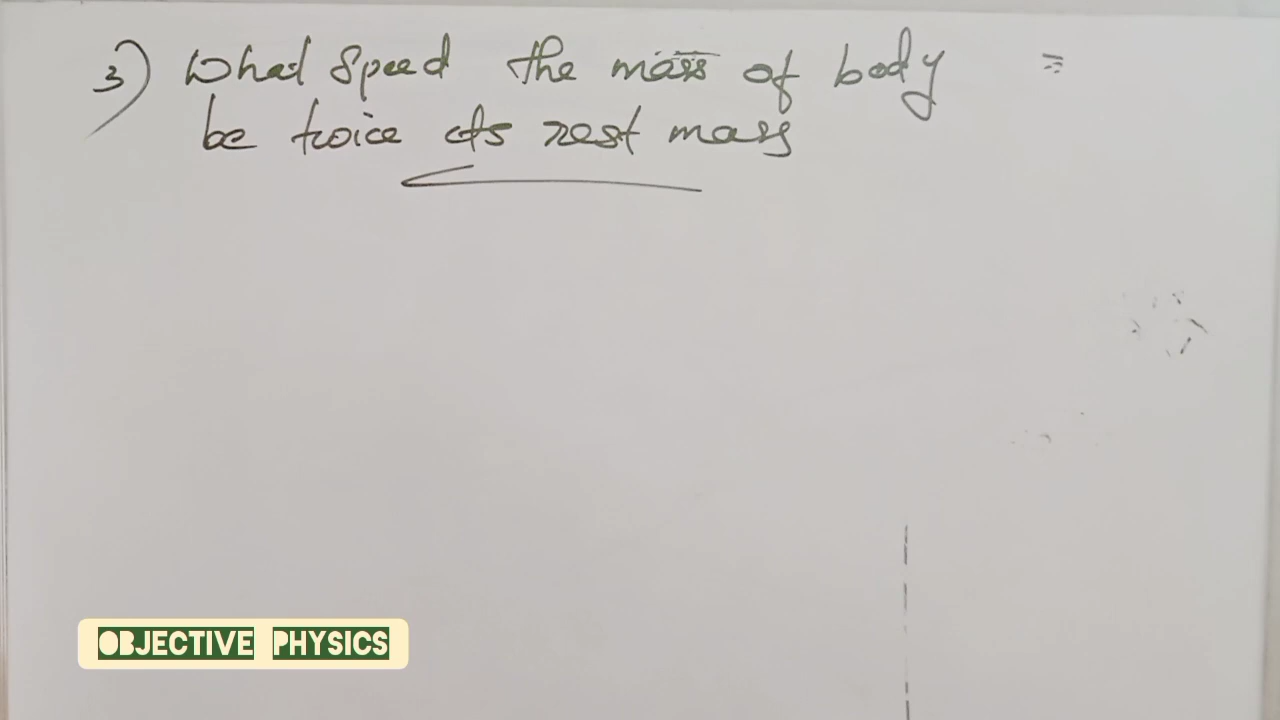 3) What Speed the mass of body =
be twice its rest mass
OBJECTIVE PHYSICS